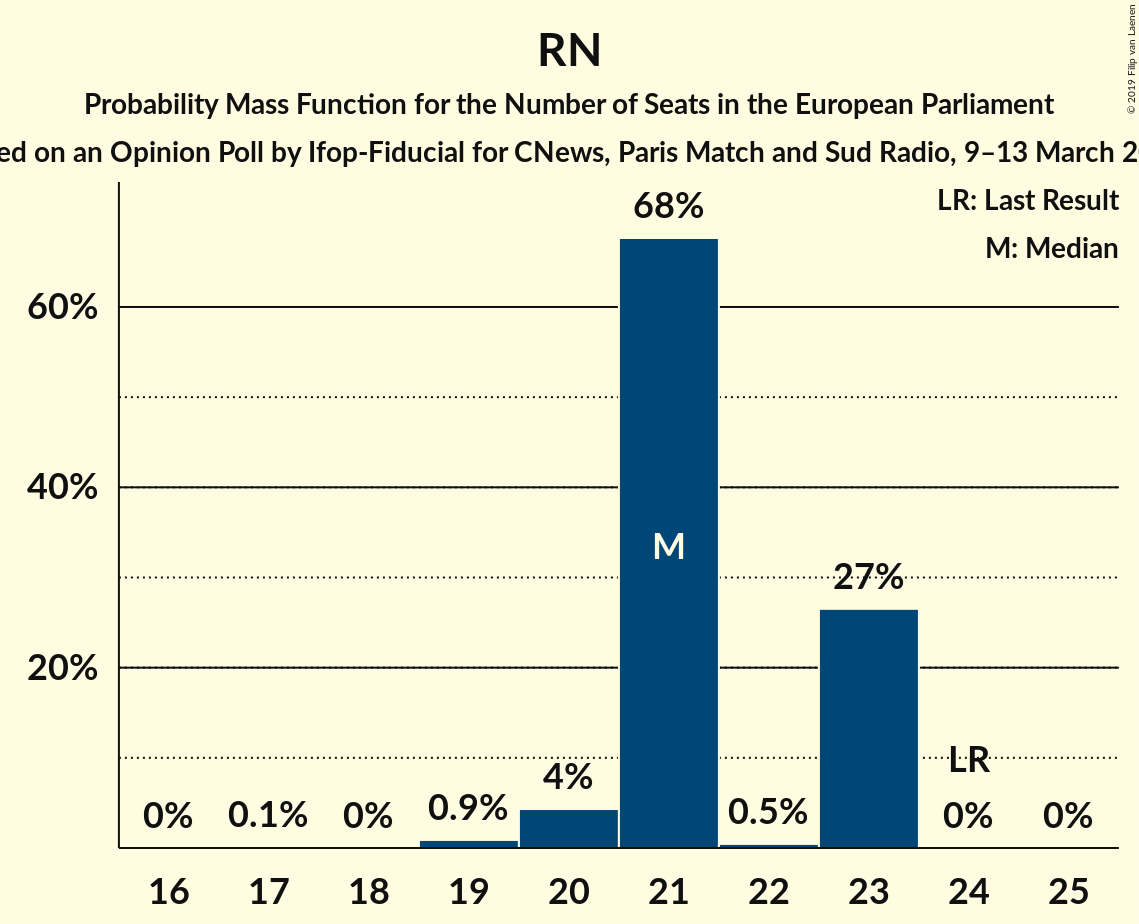 RN
Probability Mass Function for the Number of Seats in the European Parliament
on an Opinion Poll by Ifop-Fiducial for CNews, Paris Match and Sud Radio, 9–13 March
© 2019 Filip van Laenen
LR: Last Result
M: Median
68%
60%
40%
M
27%
20%
LR
4%
0% 0.1% 0% 0.9% 0.5% 0% 0%
16 17 18 19 20 21 22 23 24 25